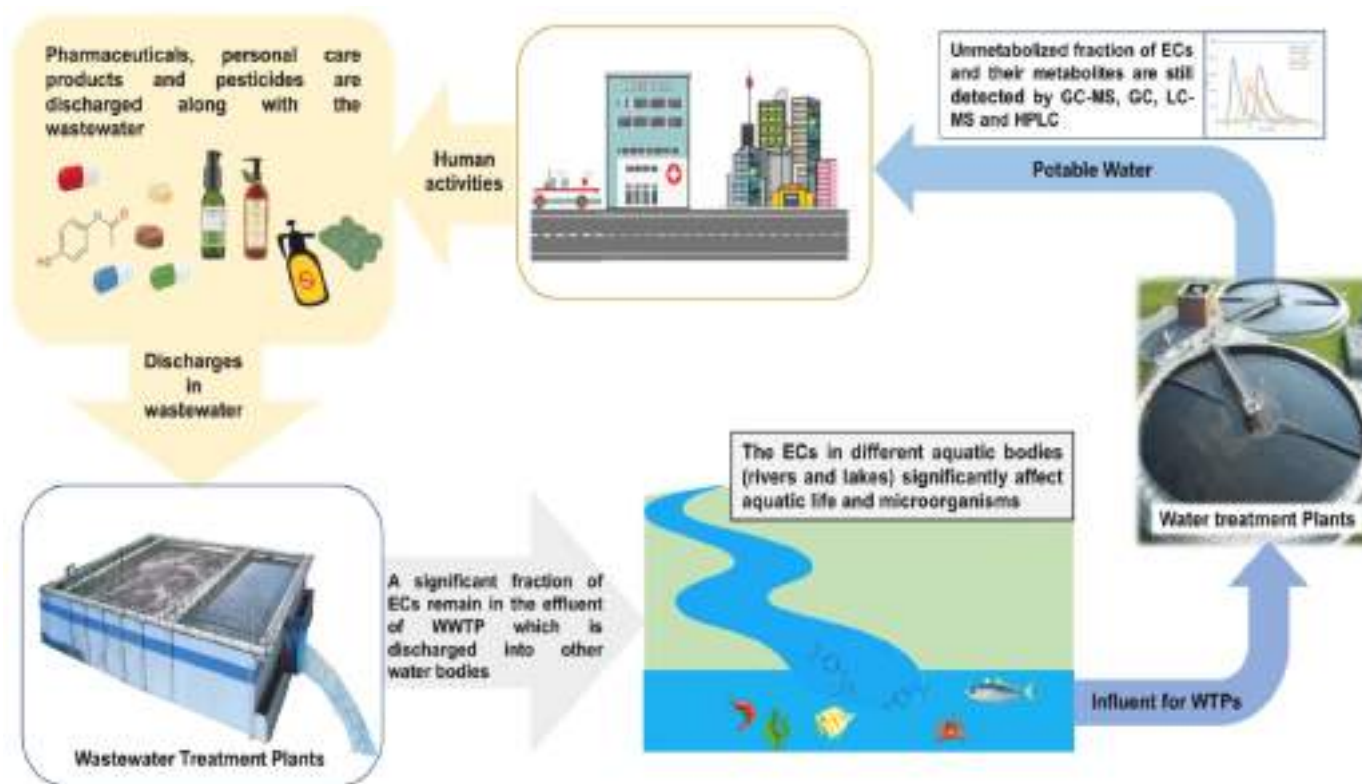 Pharmaceuticals, personal care
products and pesticides are
discharged along with the
wastewater
Human
activities
Unmetabolized fraction of ECs
and their metabolites are still
detected by GC-MS, GC, LC-
MS and HPLC
Potable Water
Discharges
in
wastewater
Wastewater Treatment Plants
A significant fraction of
ECs remain in the effluent
of WWTP which is
discharged into other
water bodies
The ECs in different aquatic bodies
(rivers and lakes) significantly affect
aquatic life and microorganisms
Water treatment Plants
Influent for WTPs